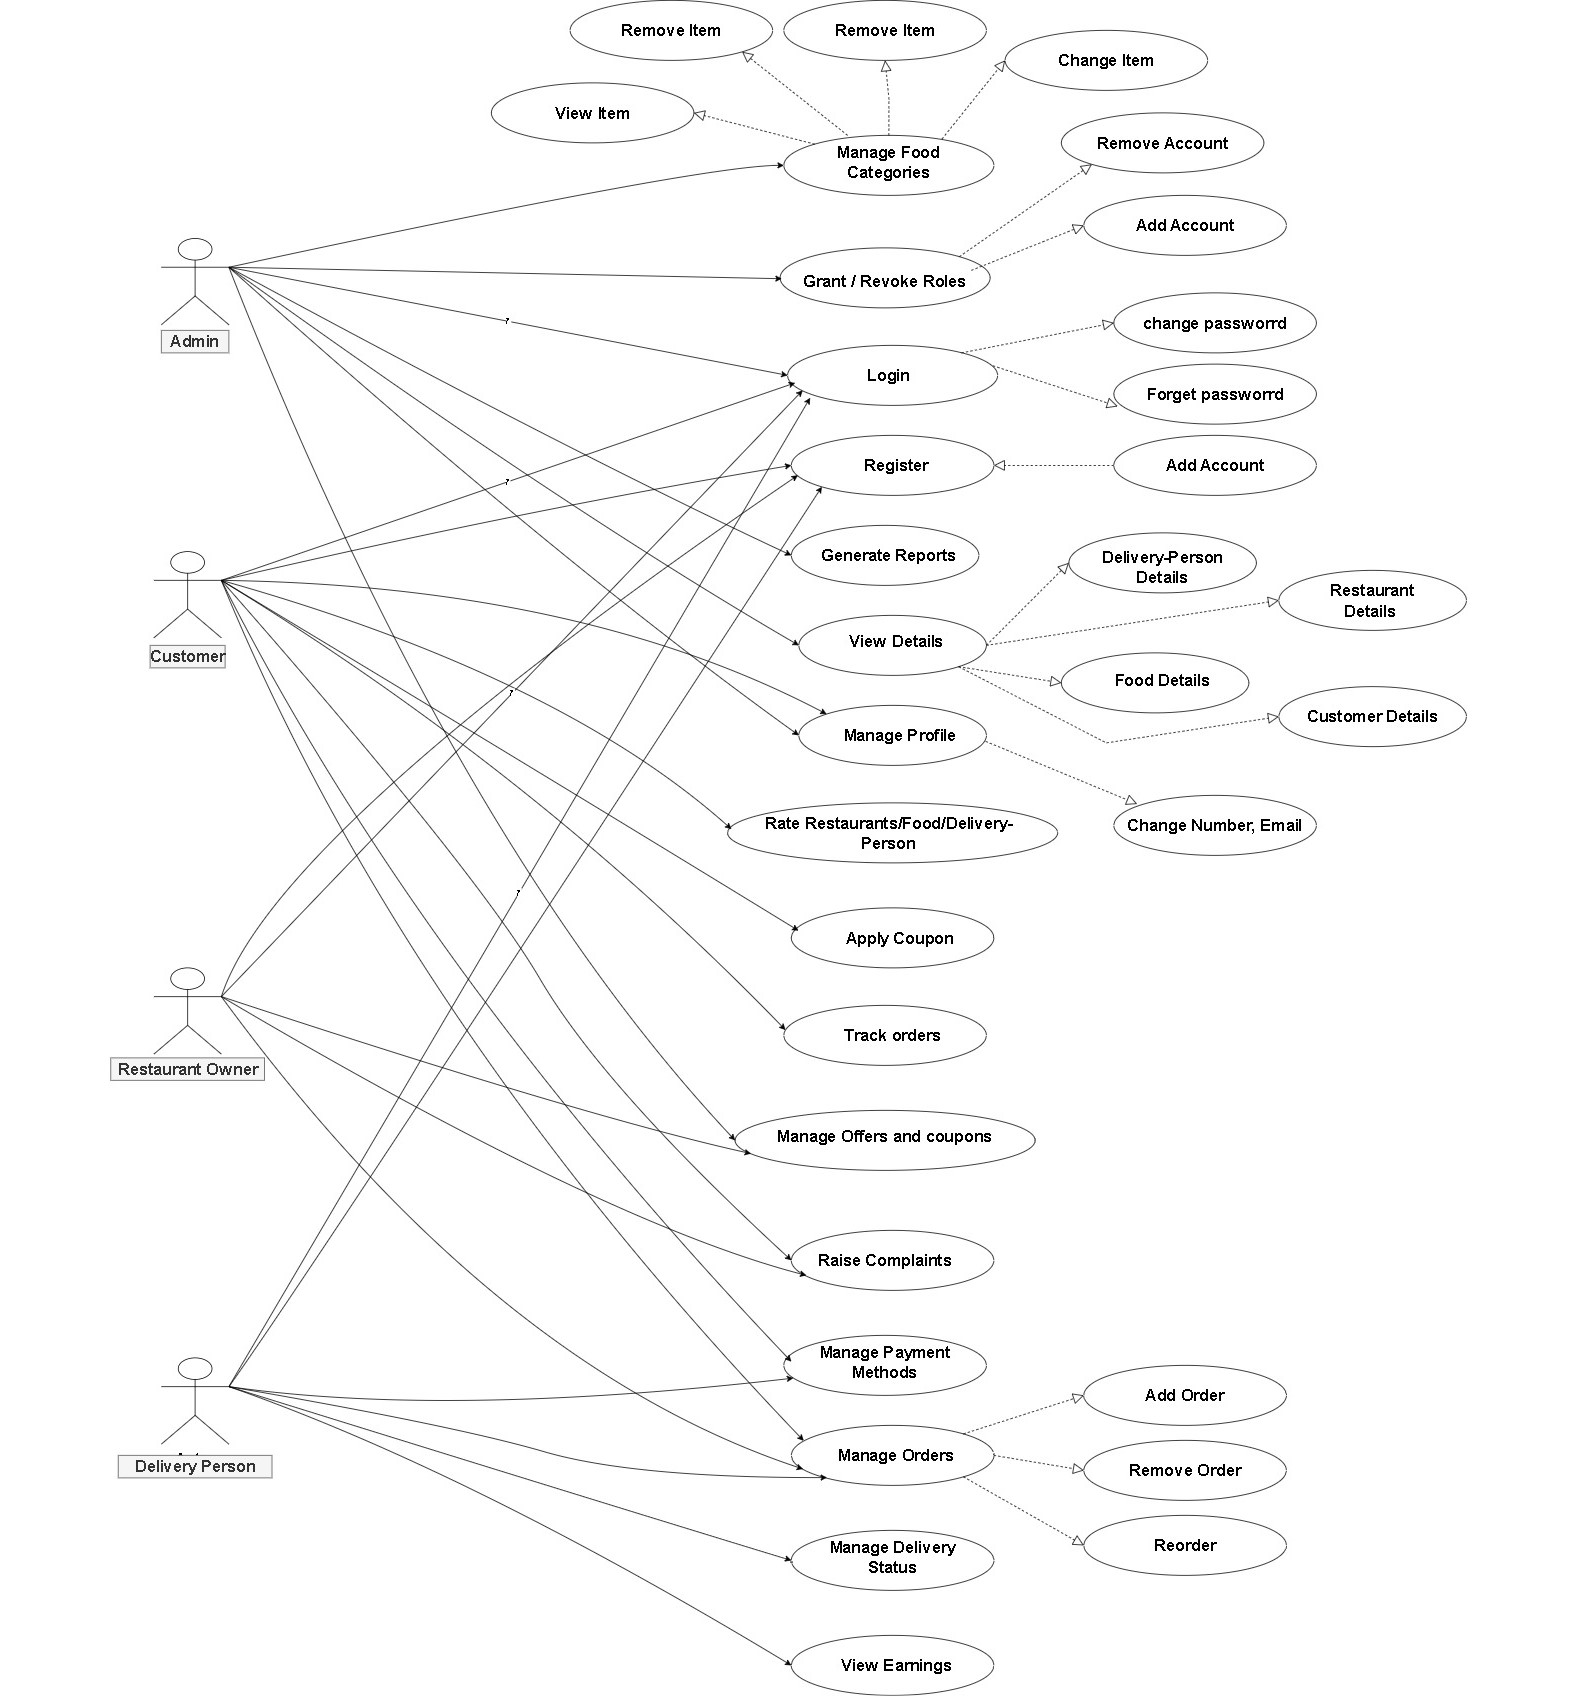 Remove Item
Remove Item
Change Item
View Item
Manage Food
Categories
Remove Account
Add Account
Grant / Revoke Roles
Admin
change passworrd
Login
Forget passworrd
Register
Add Account
Generate Reports
Delivery-Person
Details
Restaurant
Details
View Details
Customer
Food Details
Customer Details
Manage Profile
Change Number, Email
Rate Restaurants/Food/Delivery-
Person
Apply Coupon
Track orders
Restaurant Owner
Manage Offers and coupons
Raise Complaints
Manage Payment
Methods
Add Order
Manage Orders
Delivery Person
Remove Order
Reorder
Manage Delivery
Status
View Earnings